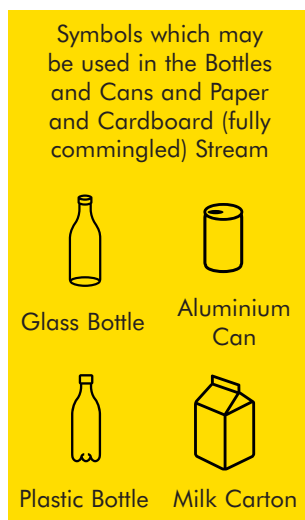 Symbols which may
be used in the Bottles
and Cans and Paper
and Cardboard (fully
commingled) Stream
Glass Bottle
Aluminium
Can
Plastic Bottle
Milk Carton